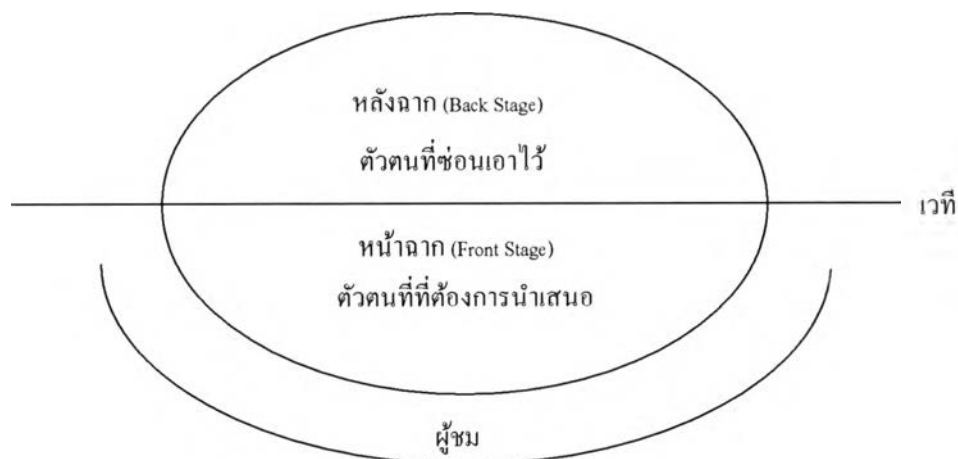 หลังฉาก (Back Stage)
ตัวตนที่ซ่อนเอาไว้
เวที
หน้าฉาก (Front Stage)
ตัวตนที่ที่ต้องการนำเสนอ
ผู้ชม